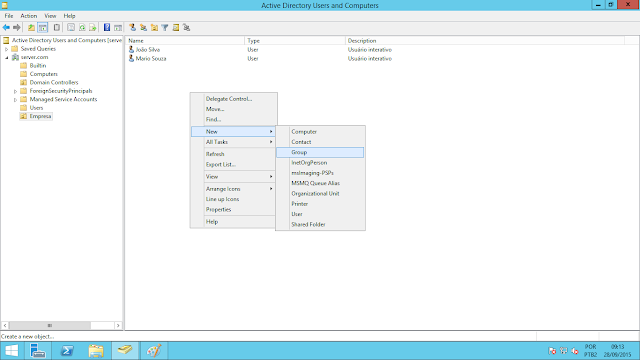 Active Directory Users and Computers
File Action View Help
Active Directory Users and Computers [serve
Saved Queries
server.com
Builtin
Computers
Domain Controllers
ForeignSecurityPrincipals
Managed Service Accounts
Users
Empresa
Name Type Description
João Silva User Usuário interativo
Mario Souza User Usuário interativo
Delegate Control...
Move...
Find...
New
All Tasks
Refresh
Export List...
View
Arrange Icons
Line up Icons
Properties
Help
Computer
Contact
Group
InetOrgPerson
msImaging-PSPs
MSMQ Queue Alias
Organizational Unit
Printer
User
Shared Folder
Create a new object...
POR 09:13
PTB2 28/09/2015